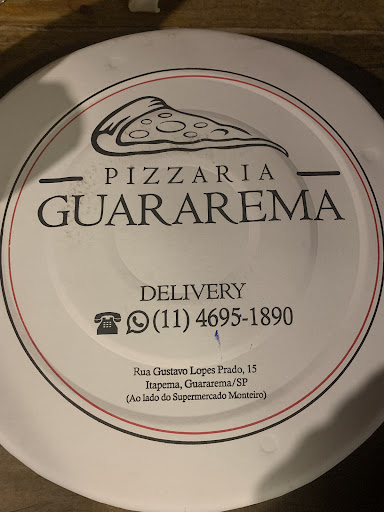 PIZZARIA
GUARAREMA
DELIVERY
(11) 4695-1890
Rua Gustavo Lopes Prado, 15
Itapema, Guararema/SP
(Ao lado do Supermercado Monteiro)